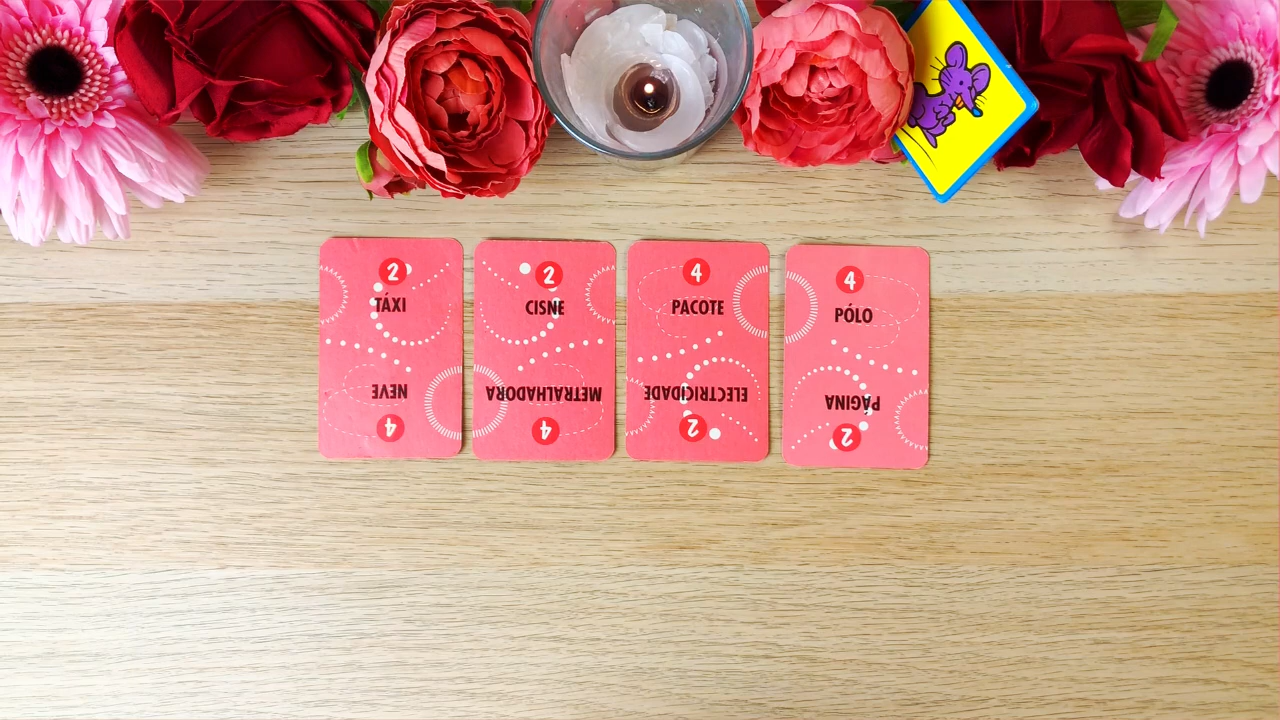 2
TÁXI
NEVE
4
2
CISNE
METRALHADORA
4
4
PACOTE
ELECTRICIDADE
2
4
PÓLO
PÁGINA
2